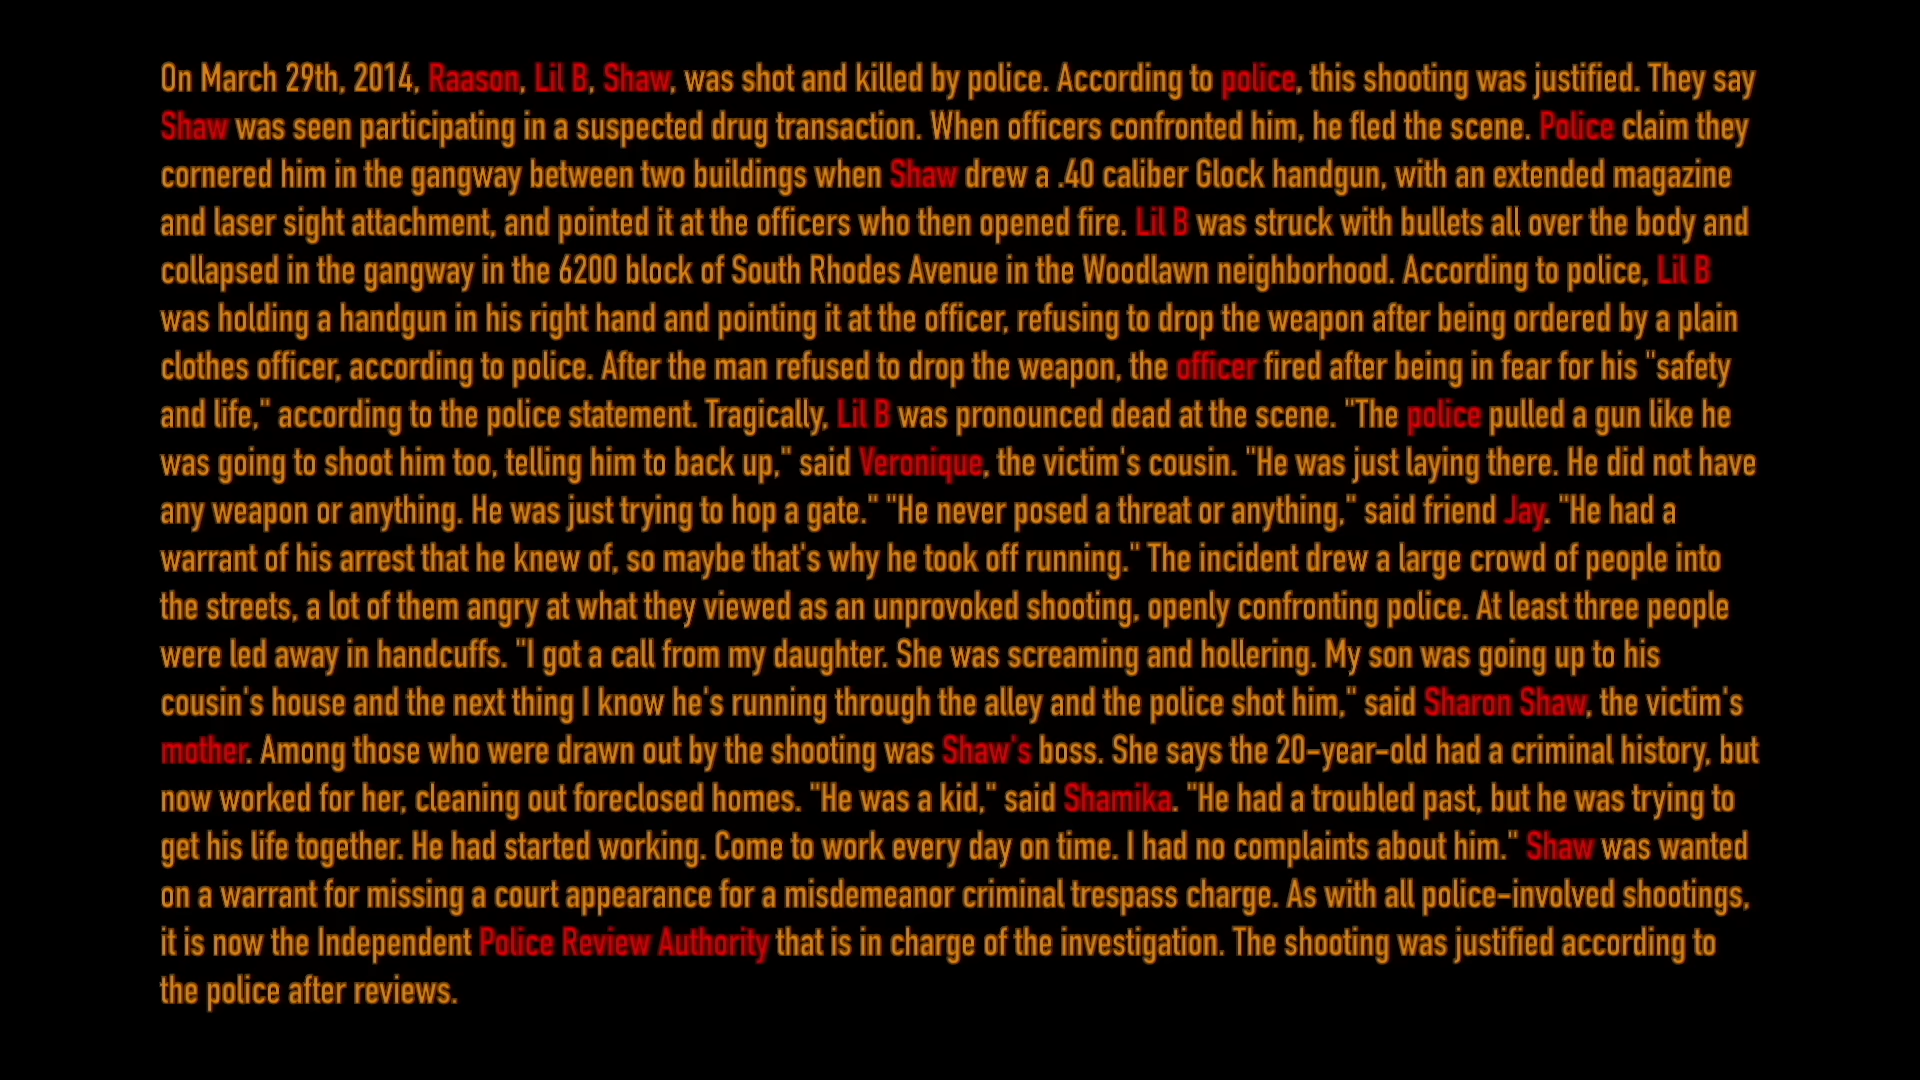 On March 29th, 2014, Raason, Lil B, Shaw, was shot and killed by police. According to police, this shooting was justified. They say
Shaw was seen participating in a suspected drug transaction. When officers confronted him, he fled the scene. Police claim they
cornered him in the gangway between two buildings when Shaw drew a .40 caliber Glock handgun, with an extended magazine
and laser sight attachment, and pointed it at the officers who then opened fire. Lil B was struck with bullets all over the body and
collapsed in the gangway in the 6200 block of South Rhodes Avenue in the Woodlawn neighborhood. According to police, Lil B
was holding a handgun in his right hand and pointing it at the officer, refusing to drop the weapon after being ordered by a plain
clothes officer, according to police. After the man refused to drop the weapon, the officer fired after being in fear for his "safety
and life," according to the police statement. Tragically, Lil B was pronounced dead at the scene. "The police pulled a gun like he
was going to shoot him too, telling him to back up," said Veronique, the victim's cousin. "He was just laying there. He did not have
any weapon or anything. He was just trying to hop a gate." "He never posed a threat or anything," said friend Jay. "He had a
warrant of his arrest that he knew of, so maybe that's why he took off running." The incident drew a large crowd of people into
the streets, a lot of them angry at what they viewed as an unprovoked shooting, openly confronting police. At least three people
were led away in handcuffs. "I got a call from my daughter. She was screaming and hollering. My son was going up to his
cousin's house and the next thing I know he's running through the alley and the police shot him," said Sharon Shaw, the victim's
mother. Among those who were drawn out by the shooting was Shaw's boss. She says the 20-year-old had a criminal history, but
now worked for her, cleaning out foreclosed homes. "He was a kid," said Shamika. "He had a troubled past, but he was trying to
get his life together. He had started working. Come to work every day on time. I had no complaints about him." Shaw was wanted
on a warrant for missing a court appearance for a misdemeanor criminal trespass charge. As with all police-involved shootings,
it is now the Independent Police Review Authority that is in charge of the investigation. The shooting was justified according to
the police after reviews.